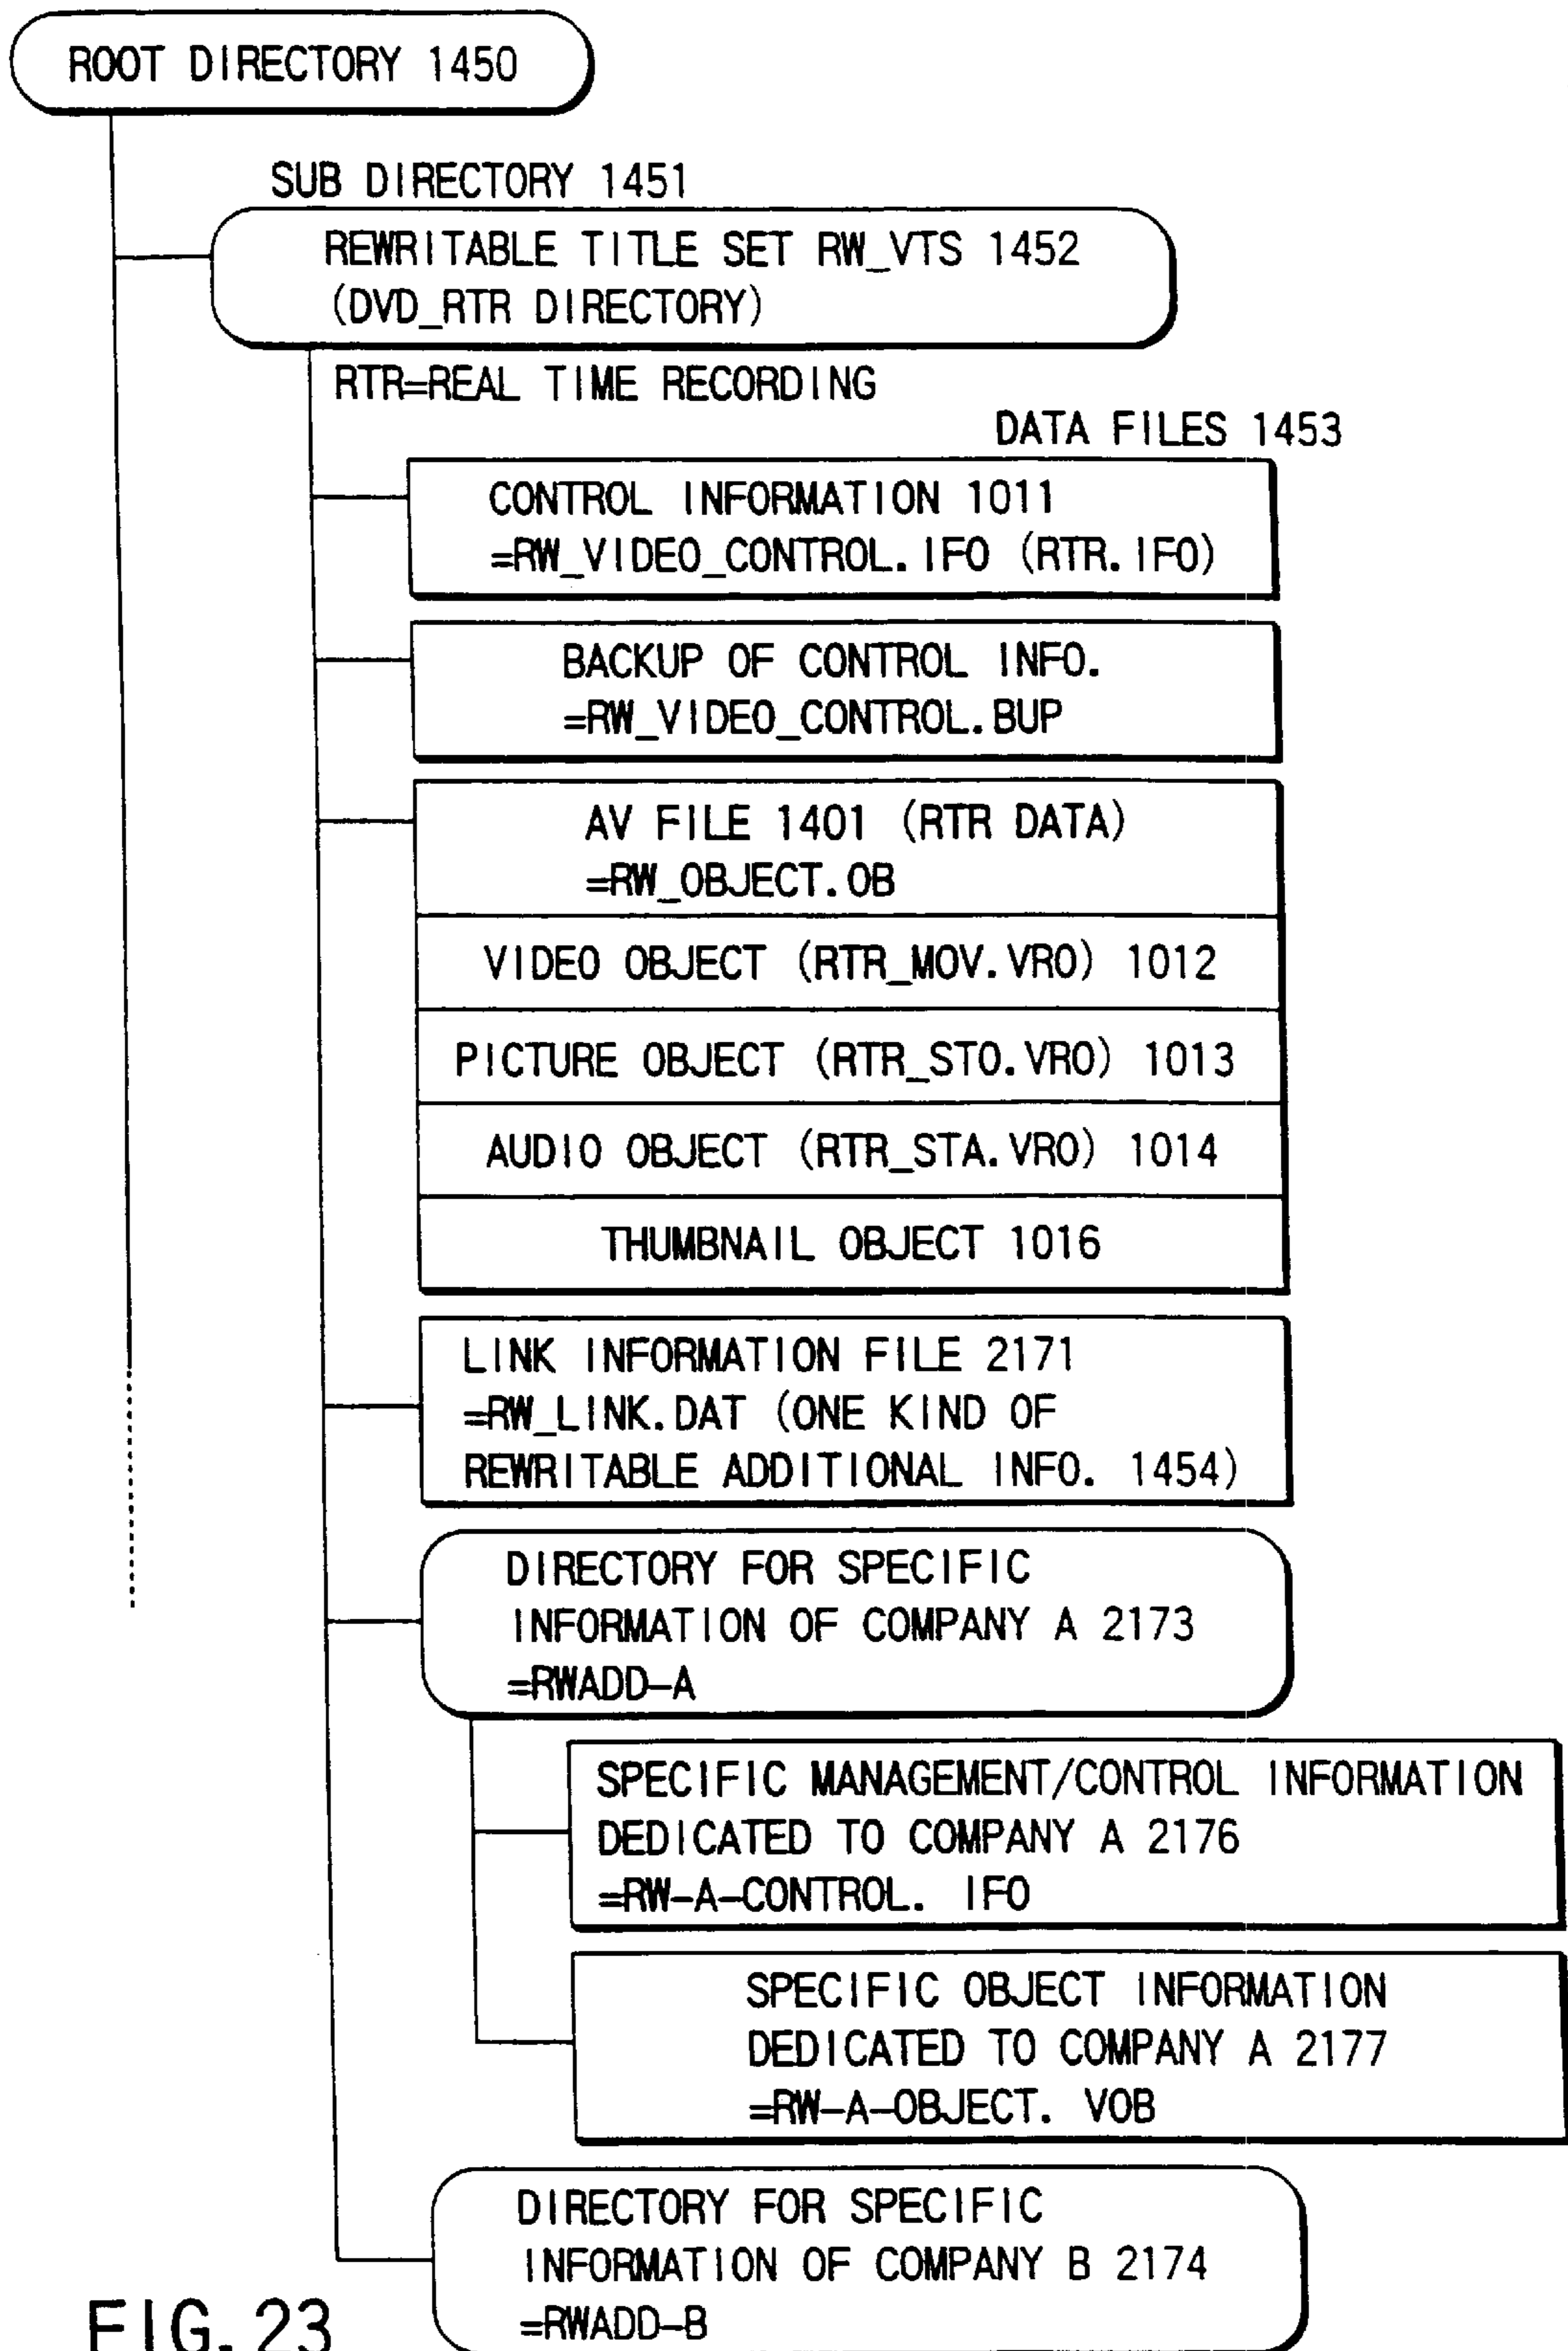 ROOT DIRECTORY 1450
SUB DIRECTORY 1451
REWRITABLE TITLE SET RW_VTS 1452
(DVD_RTR DIRECTORY)
RTR=REAL TIME RECORDING
DATA FILES 1453
CONTROL INFORMATION 1011
=RW_VIDEO_CONTROL.IFO (RTR.IFO)
BACKUP OF CONTROL INFO.
=RW_VIDEO_CONTROL.BUP
AV FILE 1401 (RTR DATA)
=RW_OBJECT.OB
VIDEO OBJECT (RTR_MOV.VRO) 1012
PICTURE OBJECT (RTR_STO.VRO) 1013
AUDIO OBJECT (RTR_STA.VRO) 1014
THUMBNAIL OBJECT 1016
LINK INFORMATION FILE 2171
=RW_LINK.DAT (ONE KIND OF
REWRITABLE ADDITIONAL INFO. 1454)
DIRECTORY FOR SPECIFIC
INFORMATION OF COMPANY A 2173
=RWADD-A
SPECIFIC MANAGEMENT/CONTROL INFORMATION
DEDICATED TO COMPANY A 2176
=RW-A-CONTROL. IFO
SPECIFIC OBJECT INFORMATION
DEDICATED TO COMPANY A 2177
=RW-A-OBJECT. VOB
DIRECTORY FOR SPECIFIC
INFORMATION OF COMPANY B 2174
=RWADD-B
FIG. 23